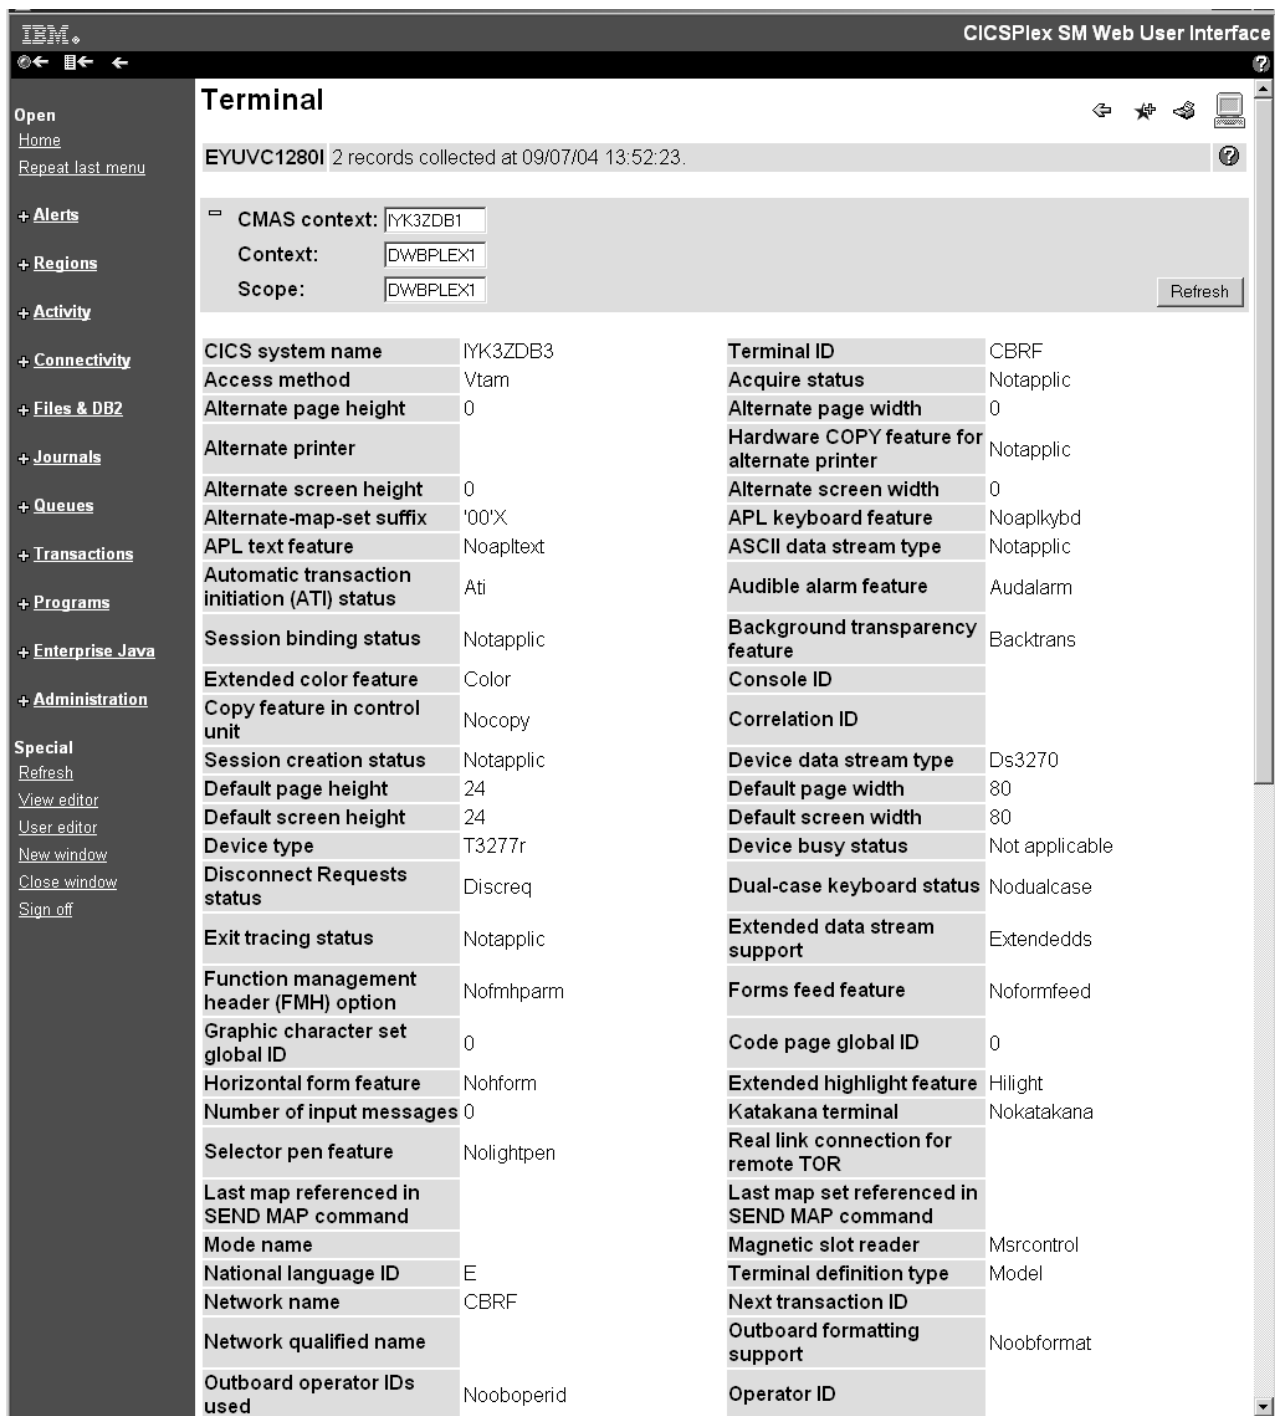 IBM
CICSPlex SM Web User Interface
Open
Home
Repeat last menu
+ Alerts
+ Regions
+ Activity
+ Connectivity
+ Files & DB2
+ Journals
+ Queues
+ Transactions
+ Programs
+ Enterprise Java
+ Administration
Special
Refresh
View editor
User editor
New window
Close window
Sign off
Terminal
EYUVC1280I 2 records collected at 09/07/04 13:52:23.
CMAS context: IYK3ZDB1
Context: DWBPLEX1
Scope: DWBPLEX1
Refresh
CICS system name IYK3ZDB3 Terminal ID CBRF
Access method Vtam Acquire status Notapplic
Alternate page height 0 Alternate page width 0
Alternate printer Hardware COPY feature for
alternate printer Notapplic
Alternate screen height 0 Alternate screen width 0
Alternate-map-set suffix '00'X APL keyboard feature Noaplkybd
APL text feature Noapltext ASCII data stream type Notapplic
Automatic transaction
initiation (ATI) status Ati Audible alarm feature Audalarm
Session binding status Notapplic Background transparency
feature Backtrans
Extended color feature Color Console ID
Copy feature in control
unit Nocopy Correlation ID
Session creation status Notapplic Device data stream type Ds3270
Default page height 24 Default page width 80
Default screen height 24 Default screen width 80
Device type T3277r Device busy status Not applicable
Disconnect Requests
status Discreq Dual-case keyboard status Nodualcase
Exit tracing status Notapplic Extended data stream
support Extendedds
Function management
header (FMH) option Nofmhparm Forms feed feature Noformfeed
Graphic character set
global ID 0 Code page global ID 0
Horizontal form feature Nohform Extended highlight feature Hilight
Number of input messages 0 Katakana terminal Nokatakana
Selector pen feature Nolightpen Real link connection for
remote TOR
Last map referenced in Last map set referenced in
SEND MAP command SEND MAP command
Mode name Magnetic slot reader Msrcontrol
National language ID E Terminal definition type Model
Network name CBRF Next transaction ID
Network qualified name Outboard formatting
support Noobformat
Outboard operator IDs
used Nooboperid Operator ID